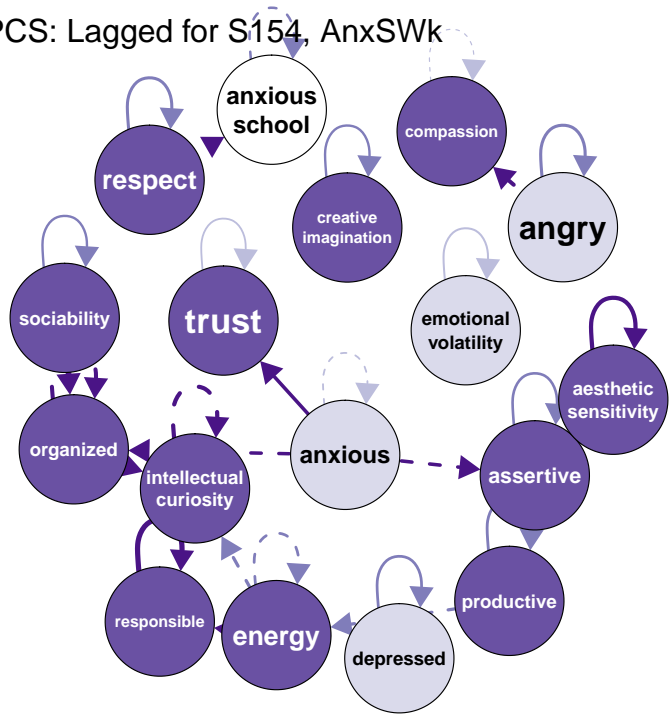 PCS: Lagged for S154, AnxSWk
anxious
school
compassion
respect
creative
imagination
angry
sociability
trust
emotional
volatility
aesthetic
sensitivity
organized
anxious
intellectual
curiosity
assertive
responsible
energy
depressed
productive